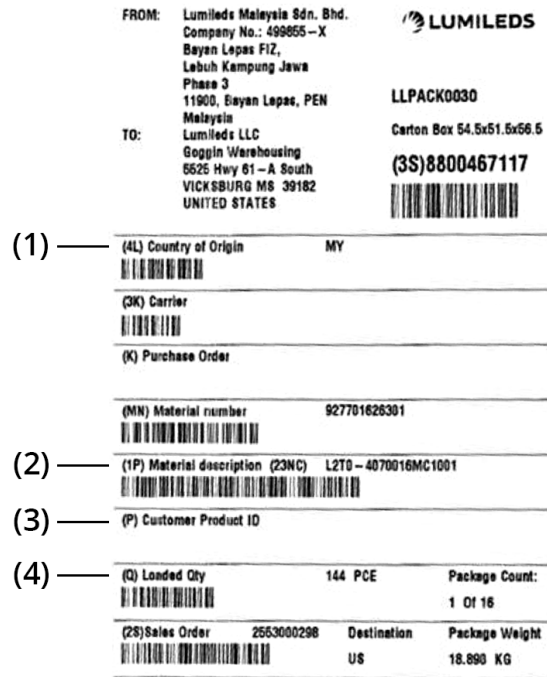 FROM: Lumileds Malaysia Sdn. Bhd.
Company No.: 499855-X
Bayan Lepas FIZ,
Lebuh Kampung Jawa
Phase 3
11900, Bayan Lepas, PEN
Malaysia
TO: Lumileds LLC
Goggin Warehousing
5525 Hwy 61-A South
VICKSBURG MS 39182
UNITED STATES
LUMILEDS
LLPACK0030
Carton Box 54.5x51.5x56.5
(3S)8800467117
(1) (4L) Country of Origin MY
(3K) Carrier
(K) Purchase Order
(MN) Material number 927701626301
(2) (1P) Material description (23NC) L2T0-4070016MC1001
(3) (P) Customer Product ID
(4) (Q) Loaded Qty 144 PCE Package Count:
1 Of 16
(2S)Sales Order 2553000298 Destination Package Weight
US 18.890 KG